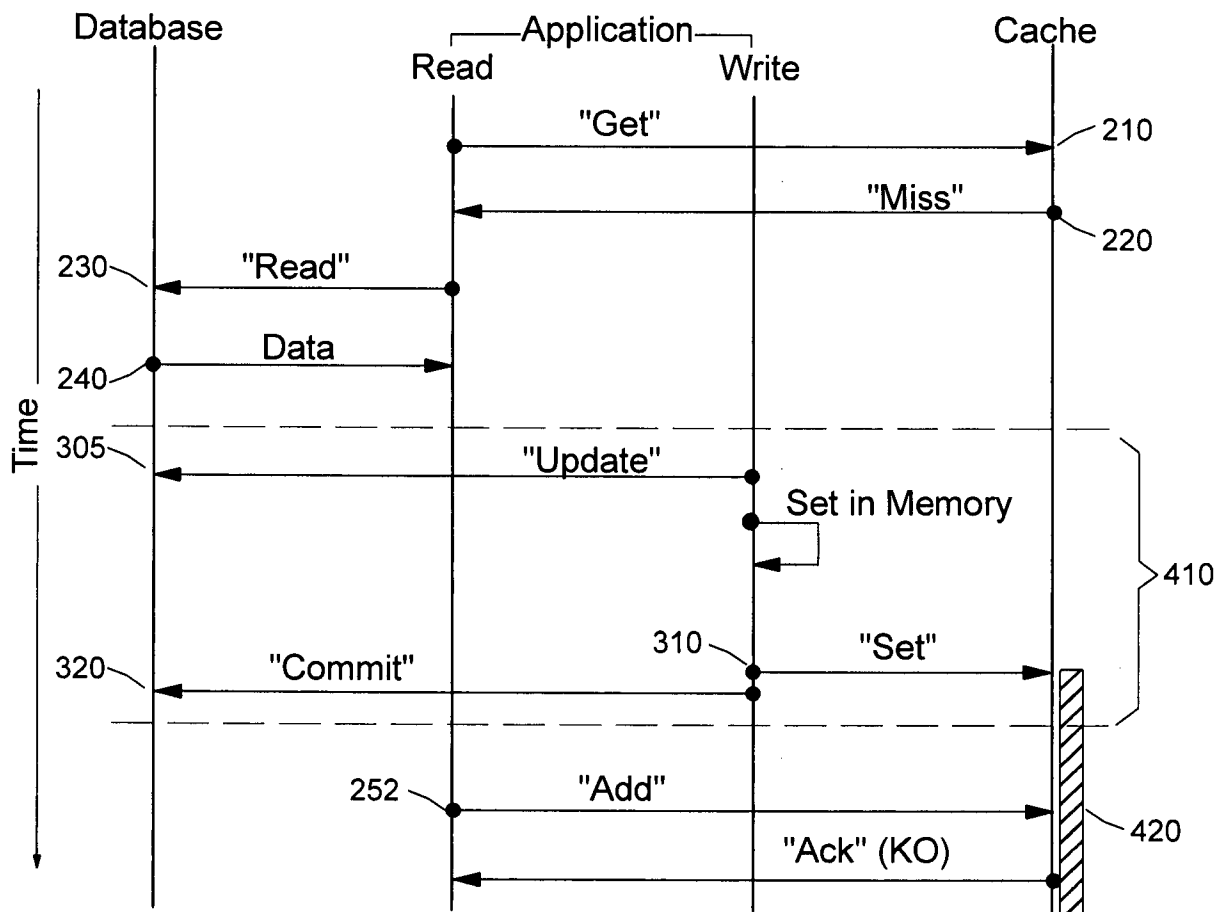 Database
Application
Cache
Read
Write
"Get"
210
"Miss"
220
230
"Read"
Data
240
Time
305
"Update"
Set in Memory
410
310
"Set"
320
"Commit"
252
"Add"
420
"Ack" (KO)